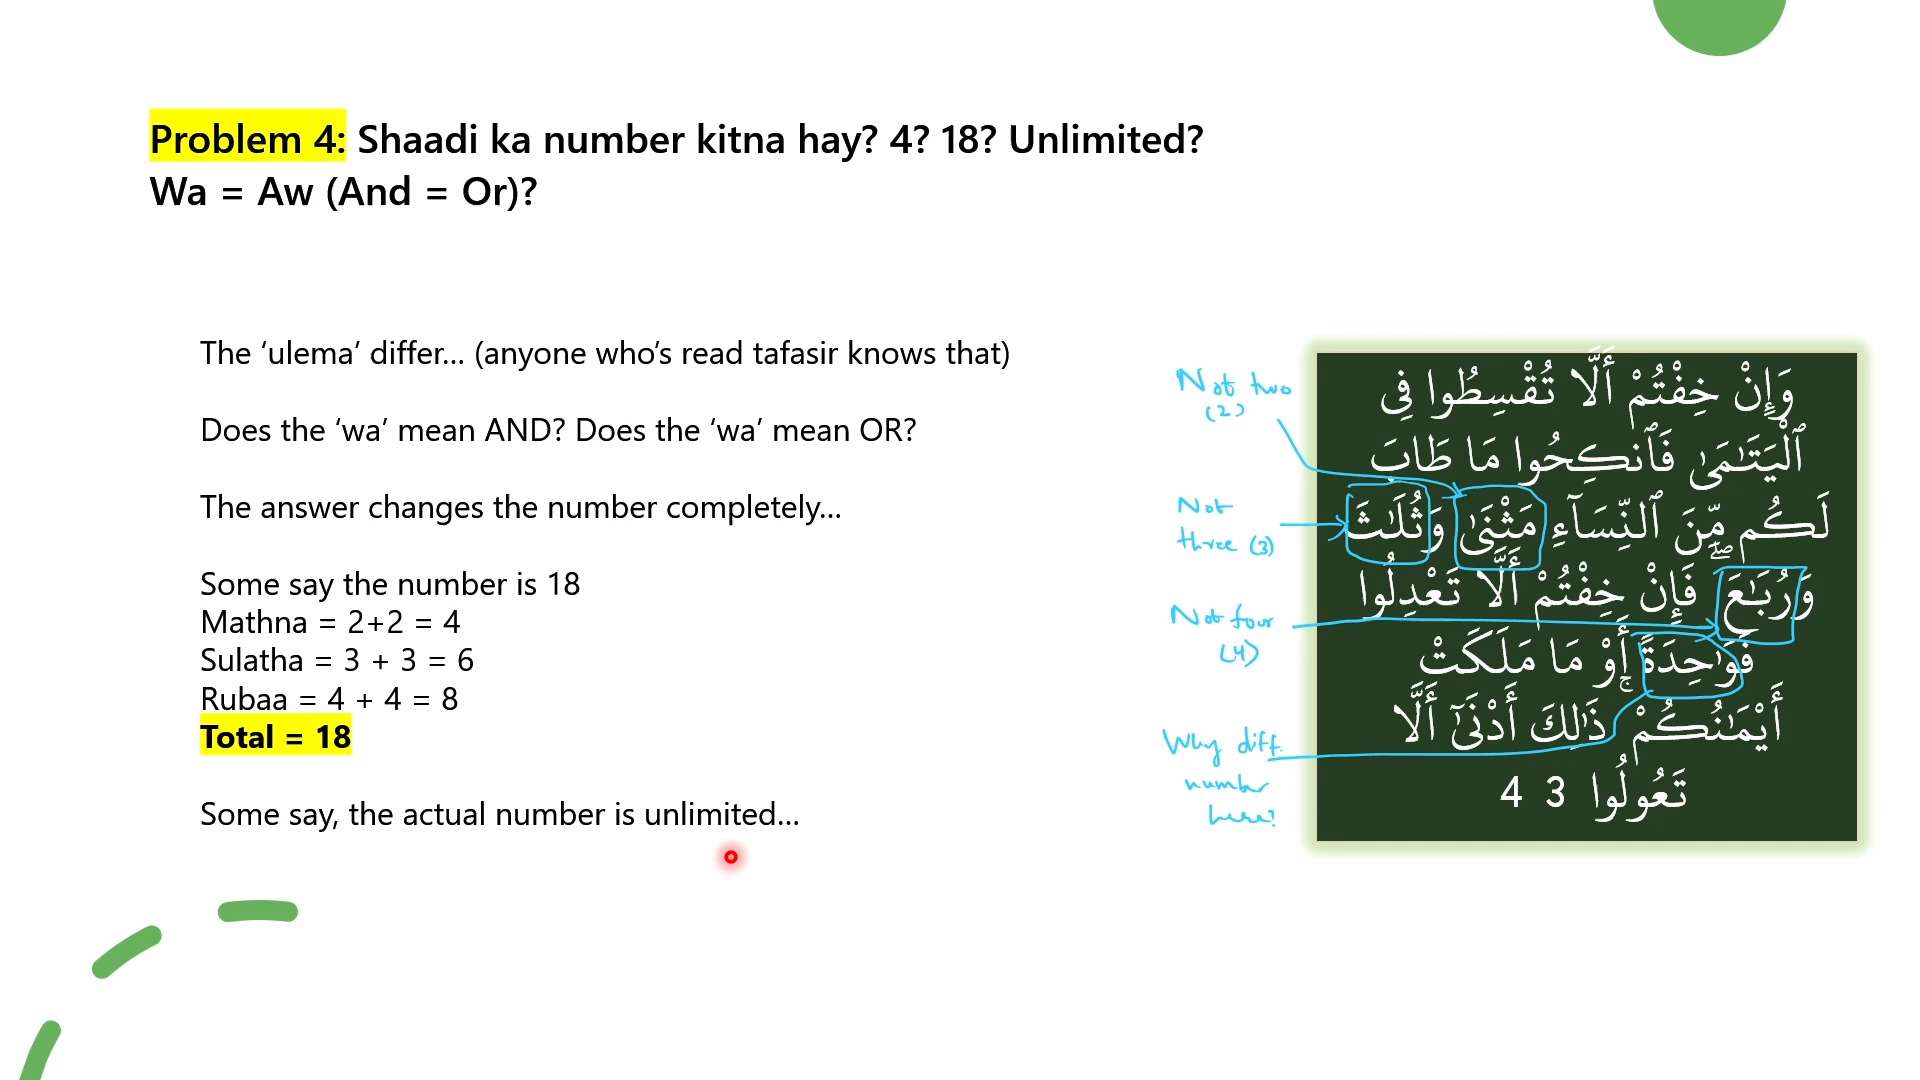 Problem 4: Shaadi ka number kitna hay? 4? 18? Unlimited?
Wa = Aw (And = Or)?
The ‘ulema’ differ... (anyone who’s read tafasir knows that)
Does the ‘wa’ mean AND? Does the ‘wa’ mean OR?
The answer changes the number completely...
Some say the number is 18
Mathna = 2+2 = 4
Sulatha = 3 + 3 = 6
Rubaa = 4 + 4 = 8
Total = 18
Some say, the actual number is unlimited...
Not two
(2)
Not
three (3)
Not four
(4)
Why diff.
number
here?
وَإِنْ خِفْتُمْ أَلَّا تُقْسِطُوا فِى
ٱلْيَتَـٰمَىٰ فَٱنكِحُوا مَا طَابَ
لَكُم مِّنَ ٱلنِّسَآءِ مَثْنَىٰ وَثُلَـٰثَ
وَرُبَـٰعَ ۖ فَإِنْ خِفْتُمْ أَلَّا تَعْدِلُوا
فَوَٰحِدَةً أَوْ مَا مَلَكَتْ
أَيْمَـٰنُكُمْ ۚ ذَٰلِكَ أَدْنَىٰٓ أَلَّا
تَعُولُوا 3 4